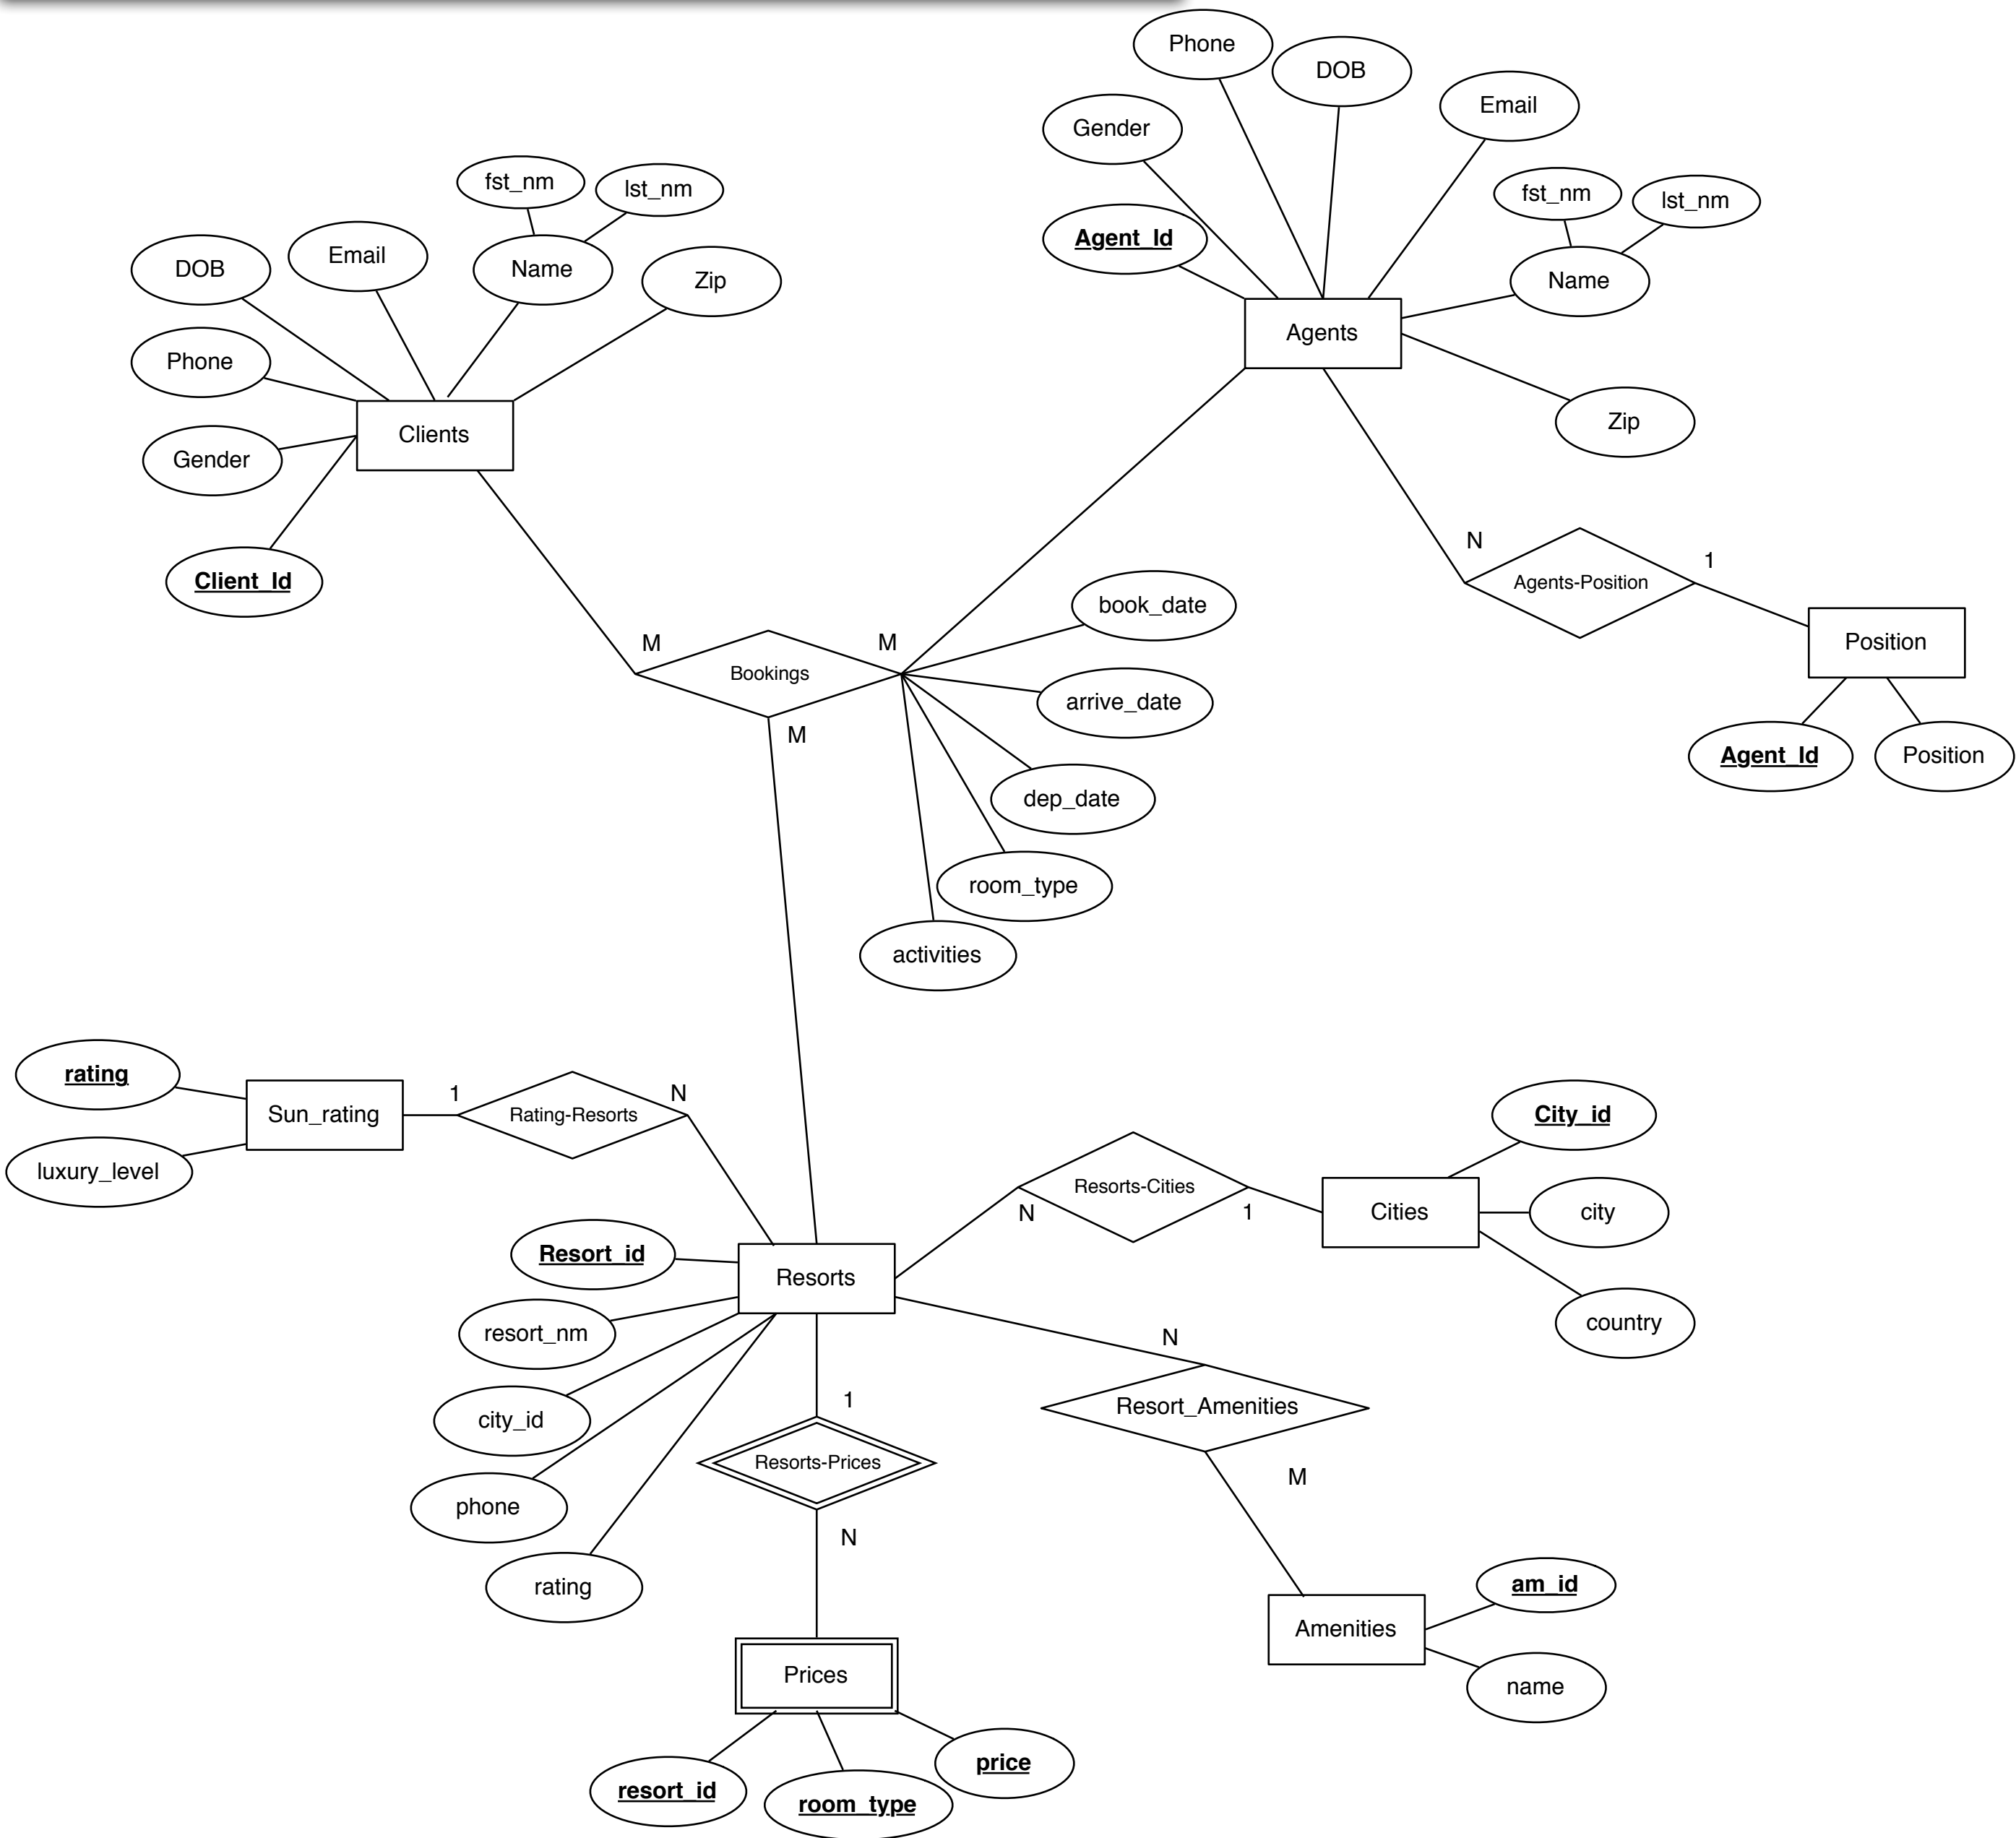 Phone
DOB
Email
Gender
fst_nm
lst_nm
Agent_Id
Name
Agents
Zip
fst_nm
lst_nm
DOB
Email
Name
Zip
Phone
Clients
Gender
Client_Id
N
1
Agents-Position
Position
Agent_Id
Position
M
M
Bookings
M
book_date
arrive_date
dep_date
room_type
activities
rating
Sun_rating
luxury_level
1
N
Rating-Resorts
Resort_id
Resorts
resort_nm
city_id
phone
rating
Resorts-Cities
N
1
Cities
City_id
city
country
N
Resort_Amenities
M
Amenities
am_id
name
1
Resorts-Prices
N
Prices
resort_id
room_type
price